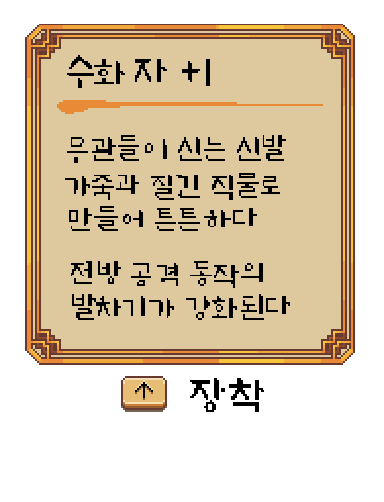 수화자 +1
무관들이 신는 신발
가죽과 질긴 직물로
만들어 튼튼하다
전방 공격 동작의
발차기가 강화된다
↑ 장착